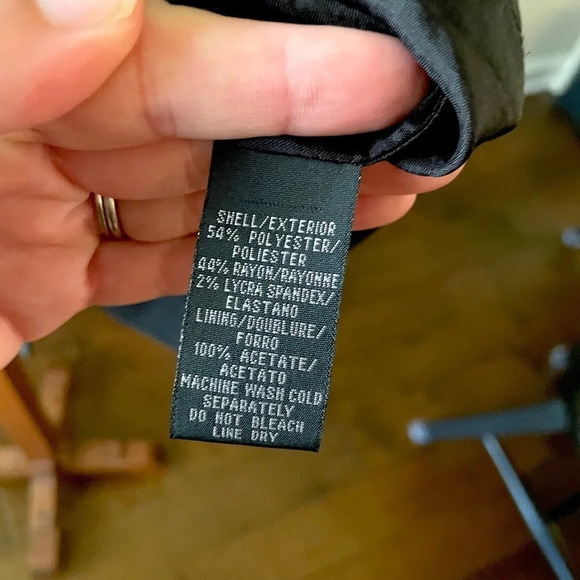 SHELL/EXTERIOR
54% POLYESTER/
POLIESTER
44% RAYON/RAYONNE
2% LYCRA SPANDEX/
ELASTANO
LINING/DOUBLURE/
FORRO
100% ACETATE/
ACETATO
MACHINE WASH COLD
SEPARATELY
DO NOT BLEACH
LINE DRY